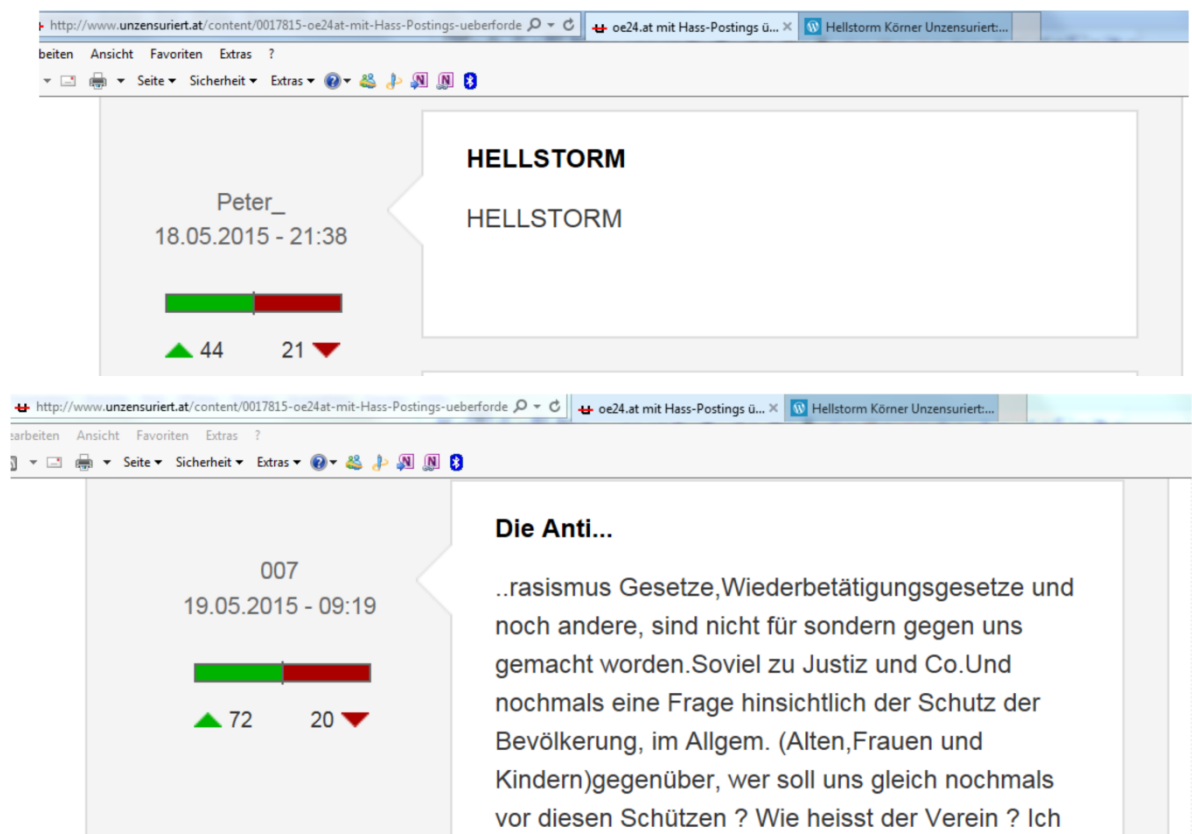 http://www.unzensuriert.at/content/0017815-oe24at-mit-Hass-Postings-ueberforde
oe24.at mit Hass-Postings ü...
Hellstorm Körner Unzensuriert:...
beiten Ansicht Favoriten Extras ?
Seite Sicherheit Extras
HELLSTORM
Peter_
18.05.2015 - 21:38
HELLSTORM
44 21
http://www.unzensuriert.at/content/0017815-oe24at-mit-Hass-Postings-ueberforde
oe24.at mit Hass-Postings ü...
Hellstorm Körner Unzensuriert:...
earbeiten Ansicht Favoriten Extras ?
Seite Sicherheit Extras
007
19.05.2015 - 09:19
72 20
Die Anti...
..rasismus Gesetze,Wiederbetätigungsgesetze und
noch andere, sind nicht für sondern gegen uns
gemacht worden.Soviel zu Justiz und Co.Und
nochmals eine Frage hinsichtlich der Schutz der
Bevölkerung, im Allgem. (Alten,Frauen und
Kindern)gegenüber, wer soll uns gleich nochmals
vor diesen Schützen ? Wie heisst der Verein ? Ich